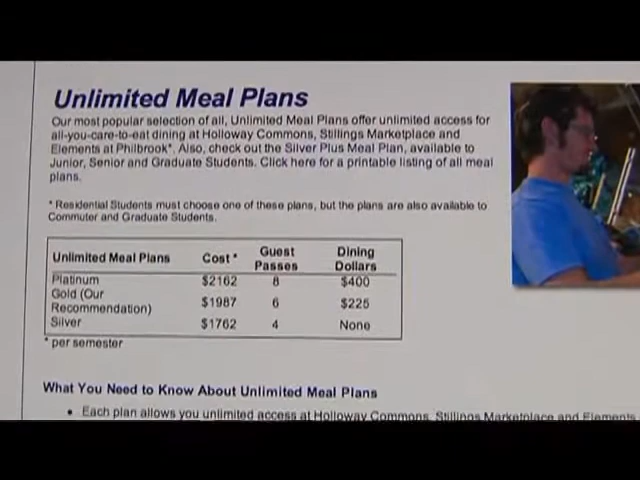 Unlimited Meal Plans
Our most popular selection of all, Unlimited Meal Plans offer unlimited access for
all-you-care-to-eat dining at Holloway Commons, Stillings Marketplace and
Elements at Philbrook*. Also, check out the Silver Plus Meal Plan, available to
Junior, Senior and Graduate Students. Click here for a printable listing of all meal
plans.
* Residential Students must choose one of these plans, but the plans are also available to
Commuter and Graduate Students.
Unlimited Meal Plans Cost* Guest Passes Dining Dollars
Platinum $2162 8 $400
Gold (Our Recommendation) $1987 6 $225
Silver $1762 4 None
* per semester
What You Need to Know About Unlimited Meal Plans
• Each plan allows you unlimited access at Holloway Commons, Stillings Marketplace and Elements